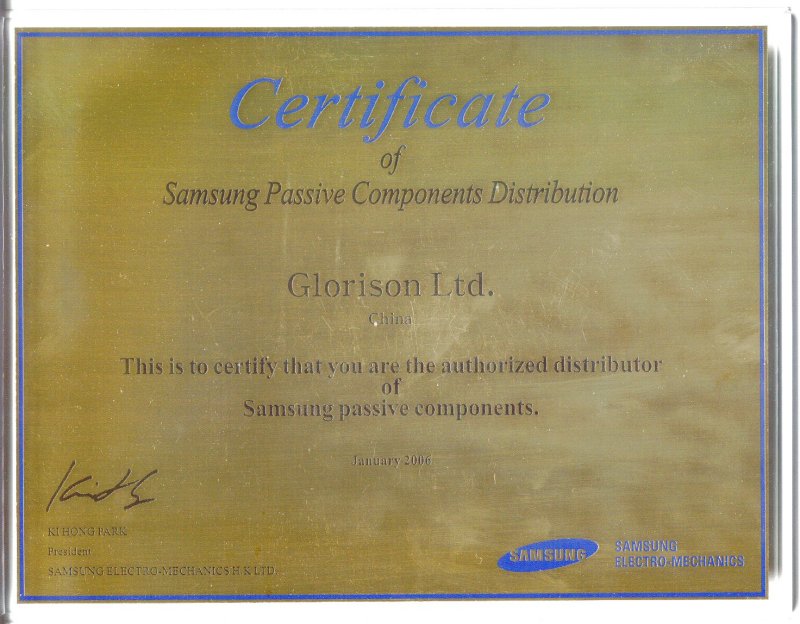 Certificate
of
Samsung Passive Components Distribution
Glorison Ltd.
China
This is to certify that you are the authorized distributor
of
Samsung passive components.
January 2006
KI HONG PARK
President
SAMSUNG ELECTRO-MECHANICS H.K LTD.
SAMSUNG
SAMSUNG
ELECTRO-MECHANICS